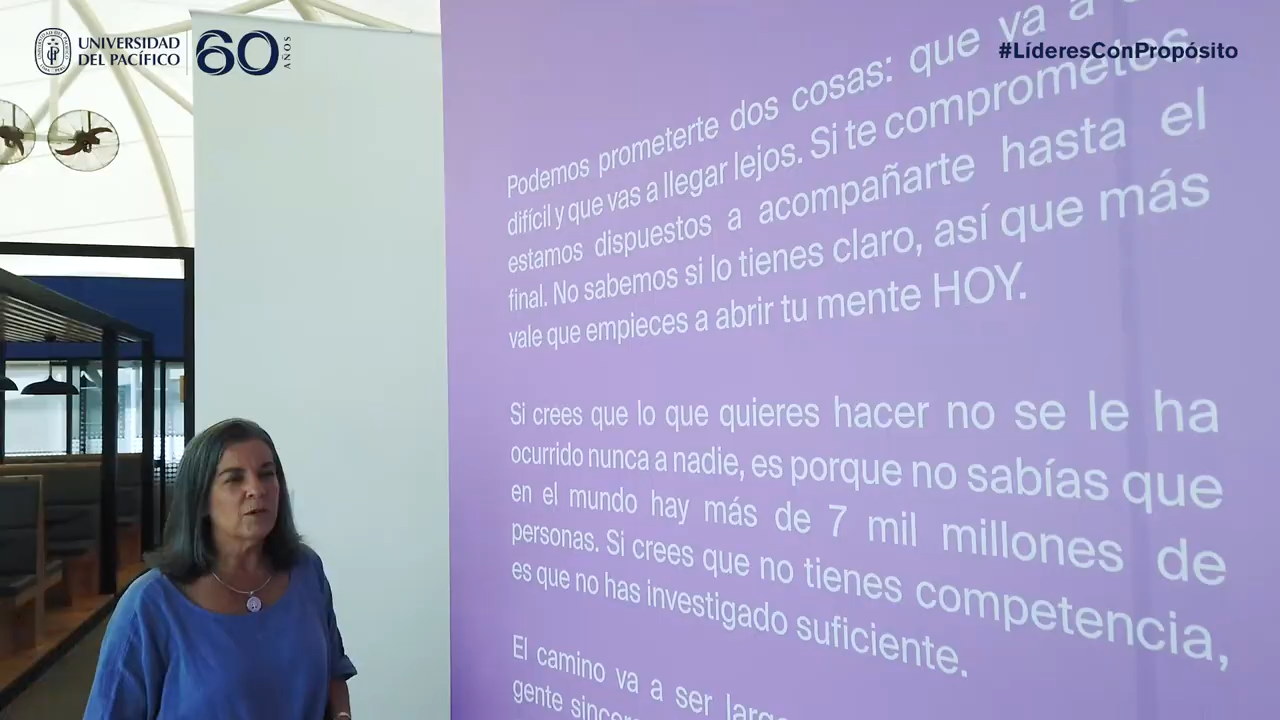 UNIVERSIDAD
DEL PACÍFICO
60
AÑOS
#LíderesConPropósito
Podemos prometerte dos cosas: que va a
difícil y que vas a llegar lejos. Si te comprometes,
estamos dispuestos a acompañarte hasta el
final. No sabemos si lo tienes claro, así que más
vale que empieces a abrir tu mente HOY.
Si crees que lo que quieres hacer no se le ha
ocurrido nunca a nadie, es porque no sabías que
en el mundo hay más de 7 mil millones de
personas. Si crees que no tienes competencia,
es que no has investigado suficiente.
El camino va a ser
gente